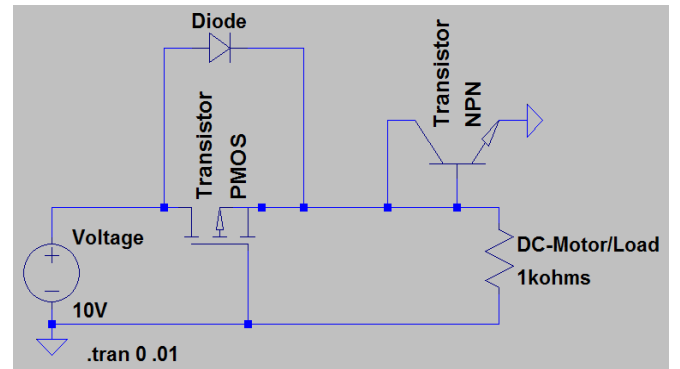 Diode
Transistor
PMOS
Transistor
NPN
Voltage
10V
DC-Motor/Load
1kohms
.tran 0 .01